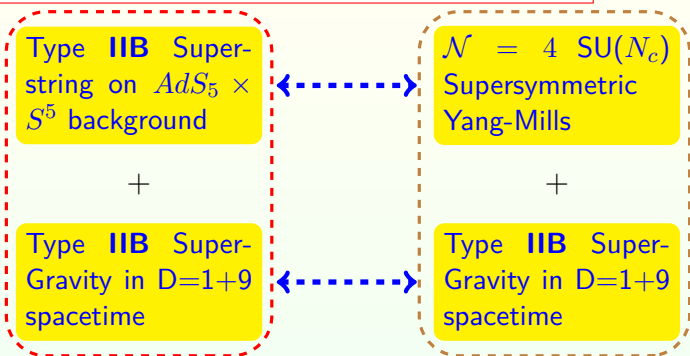 Type IIB Super-
string on AdS₅ ×
S⁵ background
+
Type IIB Super-
Gravity in D=1+9
spacetime
𝒩 = 4 SU(N_c)
Supersymmetric
Yang-Mills
+
Type IIB Super-
Gravity in D=1+9
spacetime